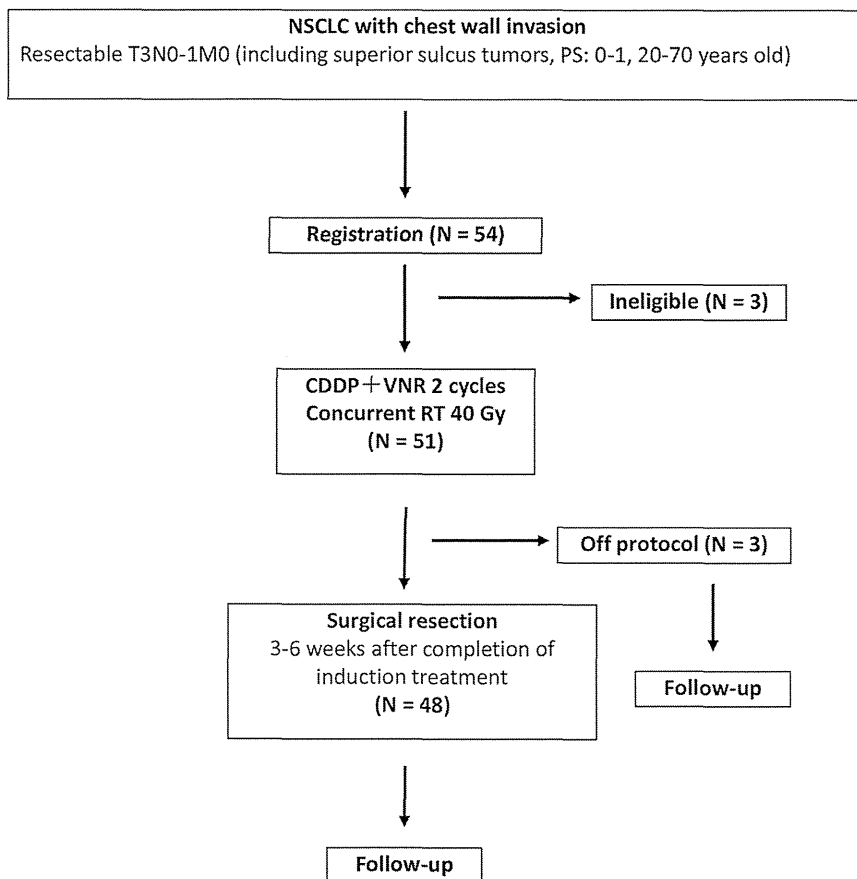 NSCLC with chest wall invasion
Resectable T3N0-1M0 (including superior sulcus tumors, PS: 0-1, 20-70 years old)
Registration (N = 54)
Ineligible (N = 3)
CDDP+VNR 2 cycles
Concurrent RT 40 Gy
(N = 51)
Off protocol (N = 3)
Surgical resection
3-6 weeks after completion of
induction treatment
(N = 48)
Follow-up
Follow-up